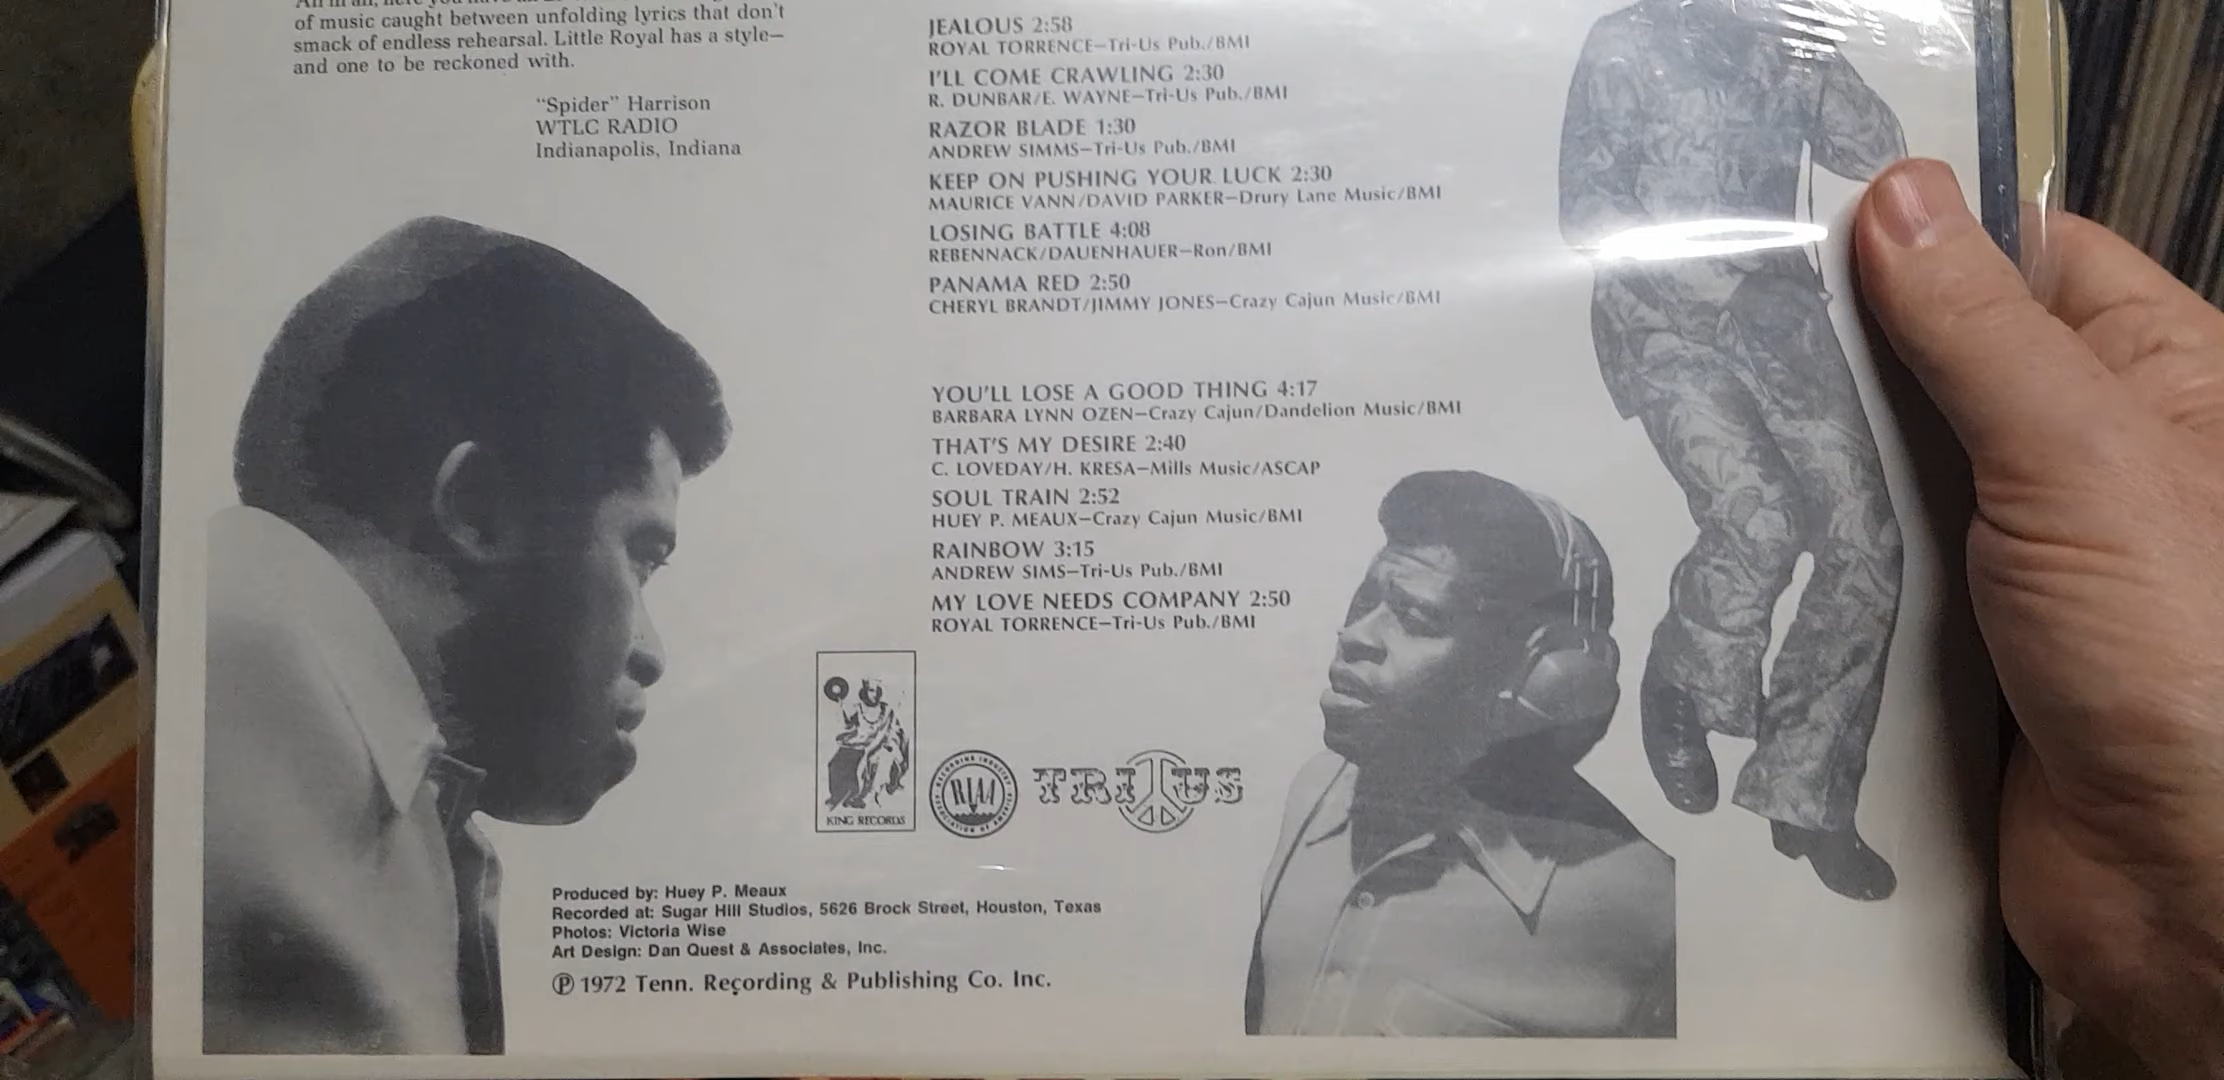 of music caught between unfolding lyrics that don't
smack of endless rehearsal. Little Royal has a style—
and one to be reckoned with.
"Spider" Harrison
WTLC RADIO
Indianapolis, Indiana
JEALOUS 2:58
ROYAL TORRENCE—Tri-Us Pub./BMI
I'LL COME CRAWLING 2:30
R. DUNBAR/E. WAYNE—Tri-Us Pub./BMI
RAZOR BLADE 1:30
ANDREW SIMMS—Tri-Us Pub./BMI
KEEP ON PUSHING YOUR LUCK 2:30
MAURICE VANN/DAVID PARKER—Drury Lane Music/BMI
LOSING BATTLE 4:08
REBENNACK/DAUENHAUER—Ron/BMI
PANAMA RED 2:50
CHERYL BRANDT/JIMMY JONES—Crazy Cajun Music/BMI
YOU'LL LOSE A GOOD THING 4:17
BARBARA LYNN OZEN—Crazy Cajun/Dandelion Music/BMI
THAT'S MY DESIRE 2:40
C. LOVEDAY/H. KRESA—Mills Music/ASCAP
SOUL TRAIN 2:52
HUEY P. MEAUX—Crazy Cajun Music/BMI
RAINBOW 3:15
ANDREW SIMS—Tri-Us Pub./BMI
MY LOVE NEEDS COMPANY 2:50
ROYAL TORRENCE—Tri-Us Pub./BMI
KING RECORDS
RECORDING INDUSTRY ASSOCIATION OF AMERICA
RIAA
TRI US
Produced by: Huey P. Meaux
Recorded at: Sugar Hill Studios, 5626 Brock Street, Houston, Texas
Photos: Victoria Wise
Art Design: Dan Quest & Associates, Inc.
℗ 1972 Tenn. Recording & Publishing Co. Inc.